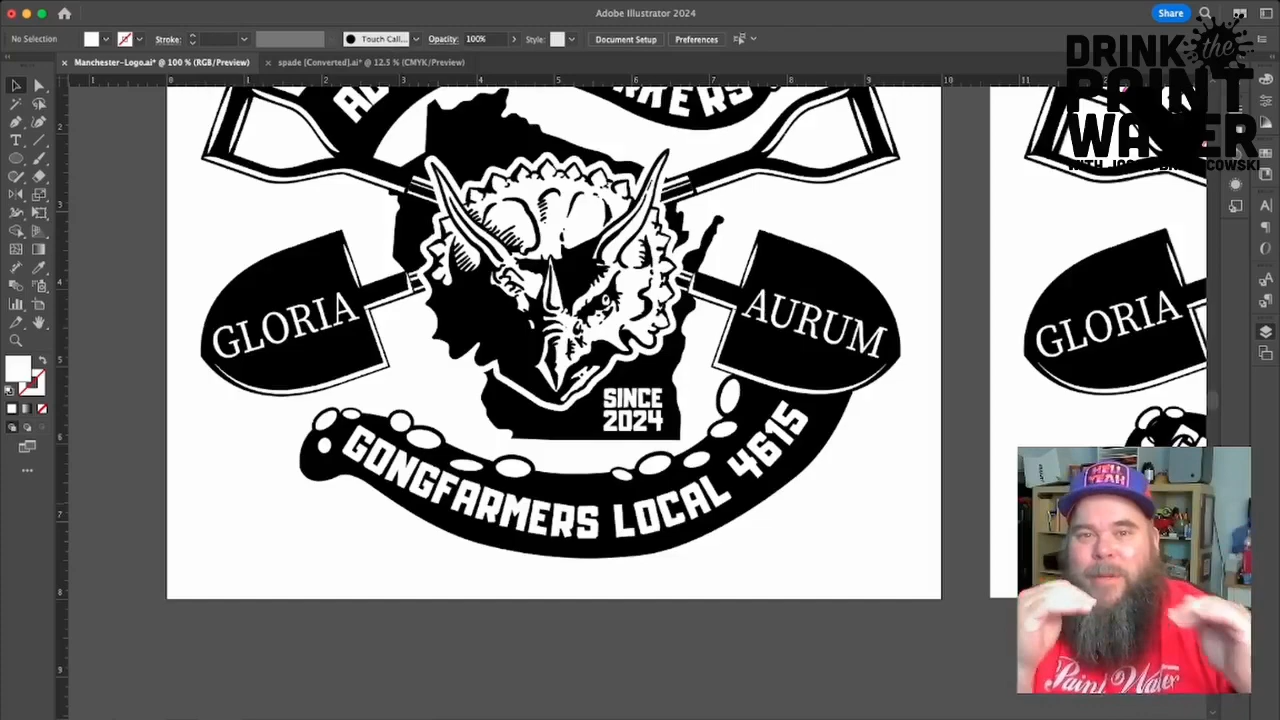 Adobe Illustrator 2024
Share
No Selection
Stroke:
Touch Call...
Opacity:
100%
Style:
Document Setup
Preferences
Manchester-Logo.ai* @ 100 % (RGB/Preview)
spade [Converted].ai* @ 12.5 % (CMYK/Preview)
DRINK the
PAINT
WATER
GLORIA
AURUM
GLORIA
SINCE
2024
GONGFARMERS LOCAL 4615
HELL
YEAH
Paint Water